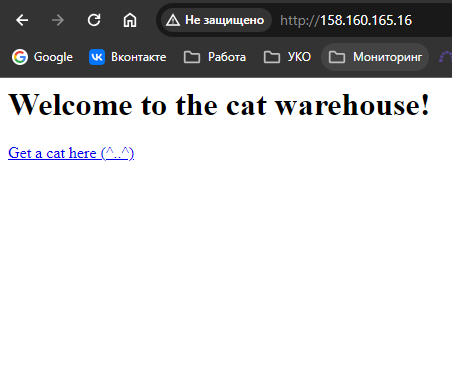 Не защищено http://158.160.165.16
Google Вконтакте Работа УКО Мониторинг
Welcome to the cat warehouse!
Get a cat here (^..^)